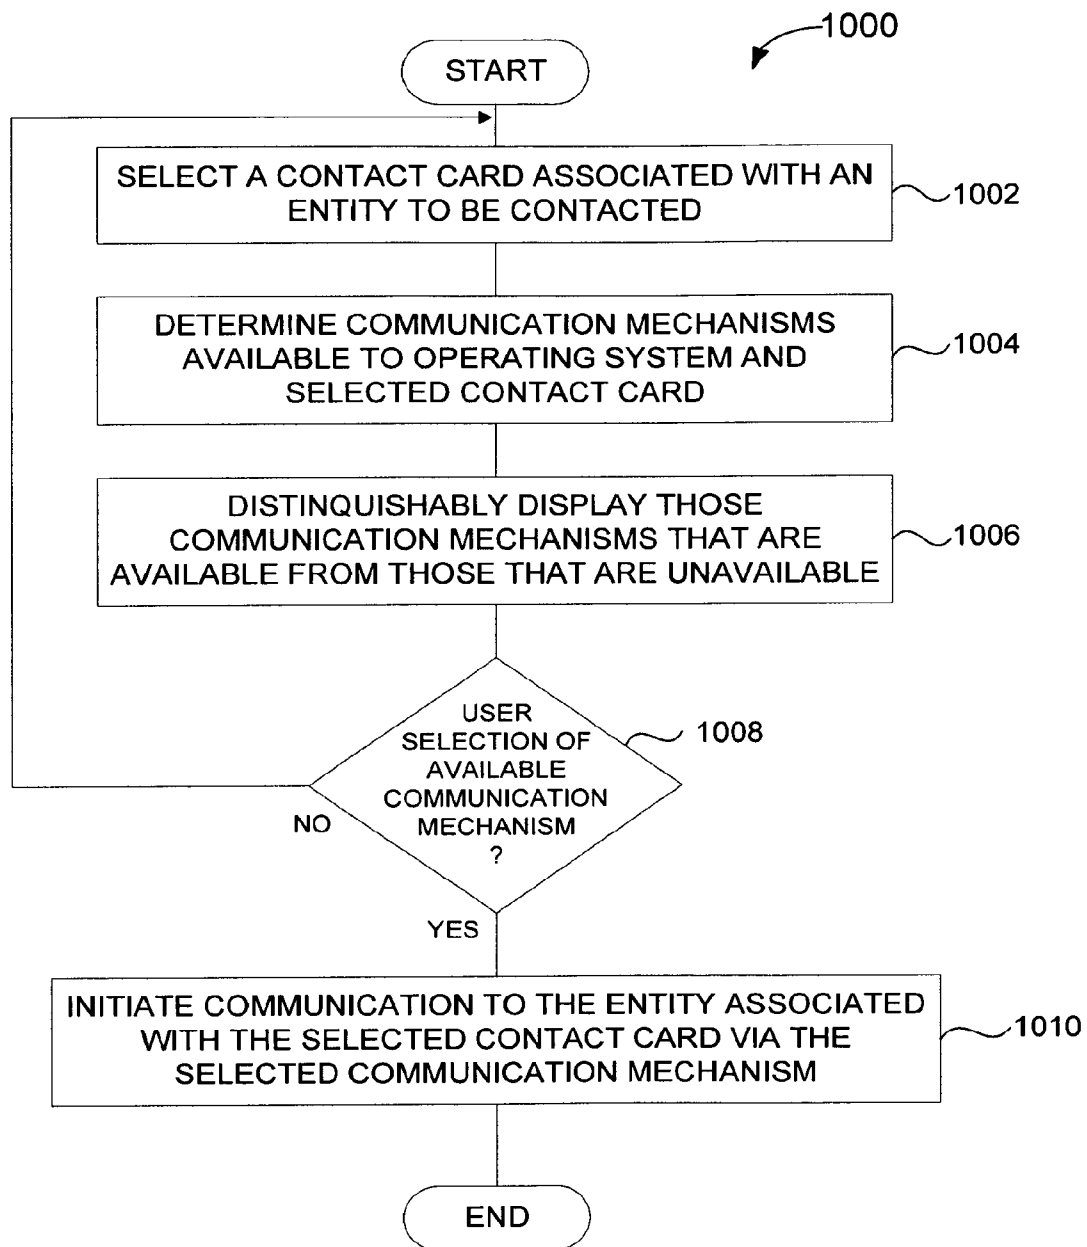 1000
START
SELECT A CONTACT CARD ASSOCIATED WITH AN
ENTITY TO BE CONTACTED
1002
DETERMINE COMMUNICATION MECHANISMS
AVAILABLE TO OPERATING SYSTEM AND
SELECTED CONTACT CARD
1004
DISTINQUISHABLY DISPLAY THOSE
COMMUNICATION MECHANISMS THAT ARE
AVAILABLE FROM THOSE THAT ARE UNAVAILABLE
1006
USER
SELECTION OF
AVAILABLE
COMMUNICATION
MECHANISM
?
1008
NO
YES
INITIATE COMMUNICATION TO THE ENTITY ASSOCIATED
WITH THE SELECTED CONTACT CARD VIA THE
SELECTED COMMUNICATION MECHANISM
1010
END